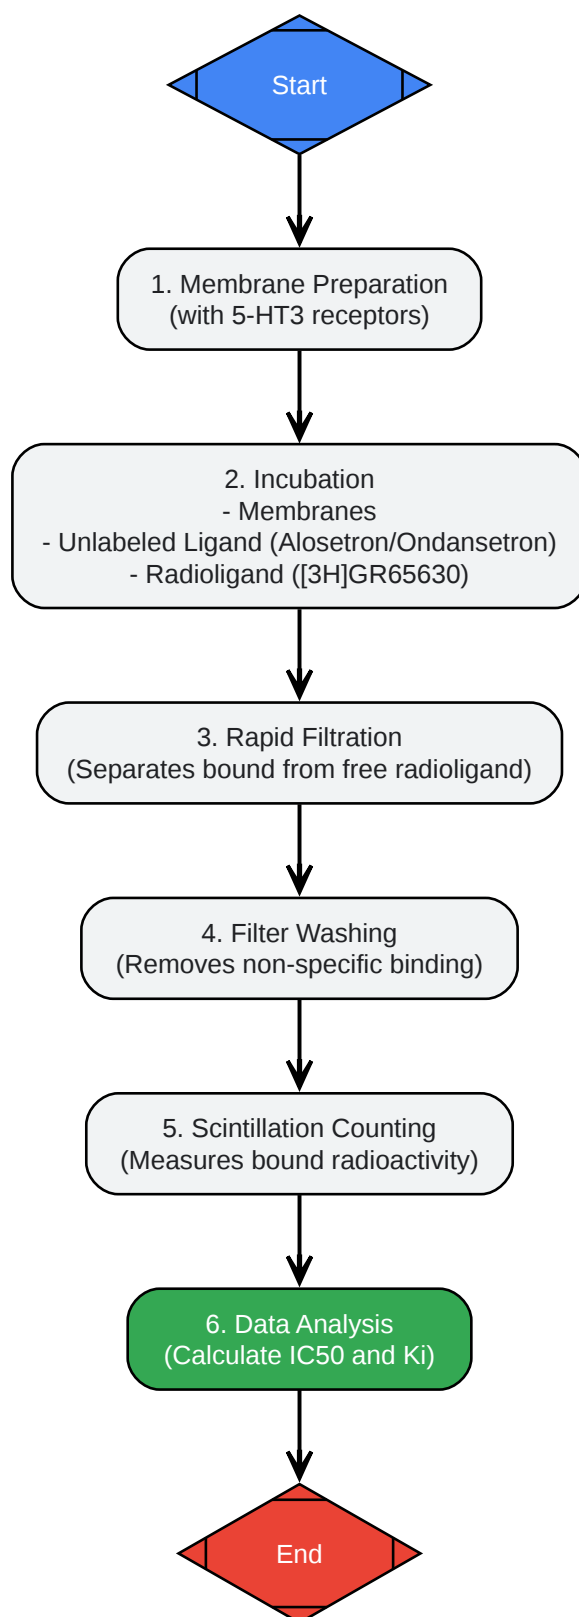 Start
1. Membrane Preparation
(with 5-HT3 receptors)
2. Incubation
- Membranes
- Unlabeled Ligand (Alosetron/Ondansetron)
- Radioligand ([3H]GR65630)
3. Rapid Filtration
(Separates bound from free radioligand)
4. Filter Washing
(Removes non-specific binding)
5. Scintillation Counting
(Measures bound radioactivity)
6. Data Analysis
(Calculate IC50 and Ki)
End